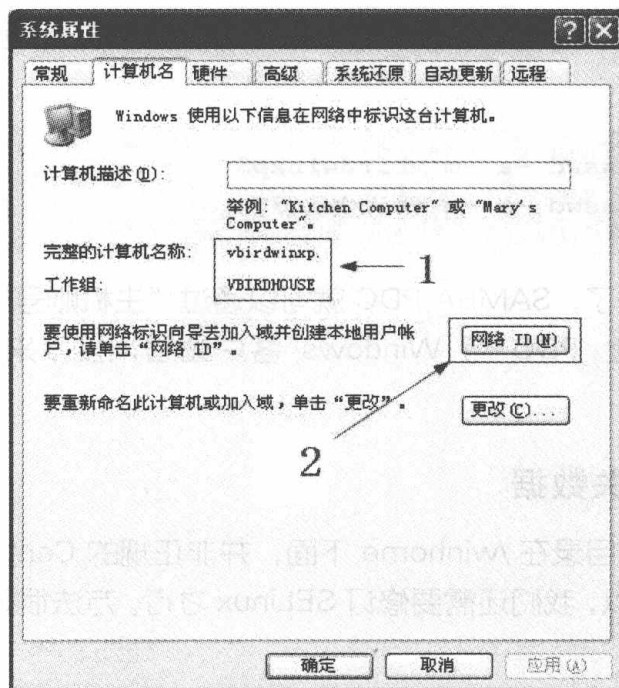 系统属性
常规 计算机名 硬件 高级 系统还原 自动更新 远程
Windows 使用以下信息在网络中标识这台计算机。
计算机描述(D):
举例: "Kitchen Computer" 或 "Mary's
Computer"。
完整的计算机名称: vbirdwinxp.
工作组: VBIRDHOUSE
1
要使用网络标识向导去加入域并创建本地用户帐
户,请单击“网络 ID”。
网络 ID(N)
要重新命名此计算机或加入域,单击“更改”。
更改(C)...
2
确定 取消 应用(A)